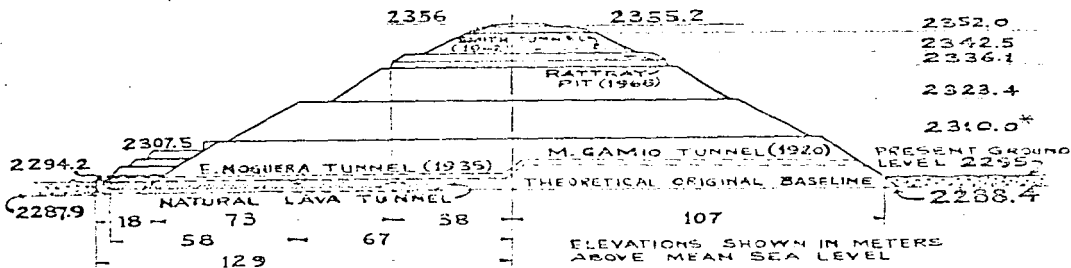 2356
2355.2
2352.0
SMITH TUNNEL
2342.5
2336.1
RATTRAY
PIT (1968)
2323.4
2310.0*
2307.5
2294.2
E. NOGUERA TUNNEL (1935)
M. GAMIO TUNNEL (1920)
PRESENT GROUND
LEVEL 2295
THEORETICAL ORIGINAL BASELINE
NATURAL LAVA TUNNEL
2287.9
2288.4
18 73 58 107
58 67
129
ELEVATIONS SHOWN IN METERS
ABOVE MEAN SEA LEVEL